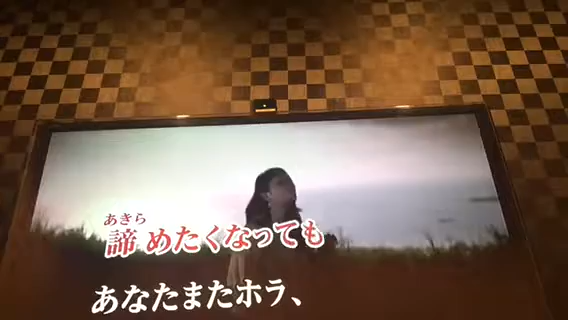 あきら
諦めたくなっても
あなたまたホラ、